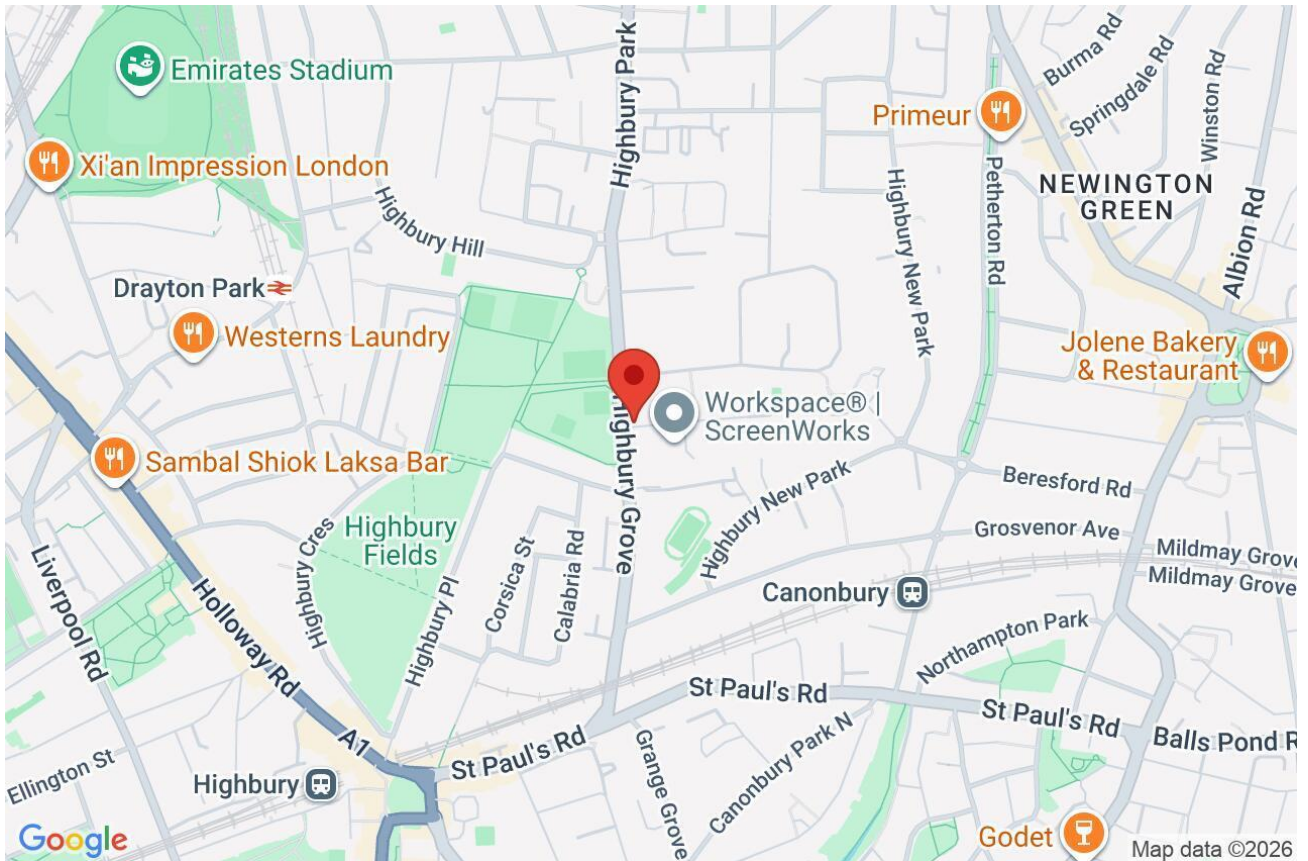 Emirates Stadium
Xi'an Impression London
Highbury Park
Highbury Hill
Drayton Park
Westerns Laundry
Primeur
Burma Rd
Springdale Rd
Winston Rd
NEWINGTON
GREEN
Petherton Rd
Highbury New Park
Albion Rd
Jolene Bakery
& Restaurant
Workspace® |
ScreenWorks
Highbury Grove
Sambal Shiok Laksa Bar
Highbury
Fields
Highbury Cres
Highbury Pl
Corsica St
Calabria Rd
Highbury New Park
Beresford Rd
Grosvenor Ave
Mildmay Grove
Mildmay Grove
Canonbury
Northampton Park
Liverpool Rd
Holloway Rd
A1
St Paul's Rd
St Paul's Rd
St Paul's Rd
Balls Pond R
Ellington St
Highbury
Grange Grove
Canonbury Park N
Godet
Google
Map data ©2026